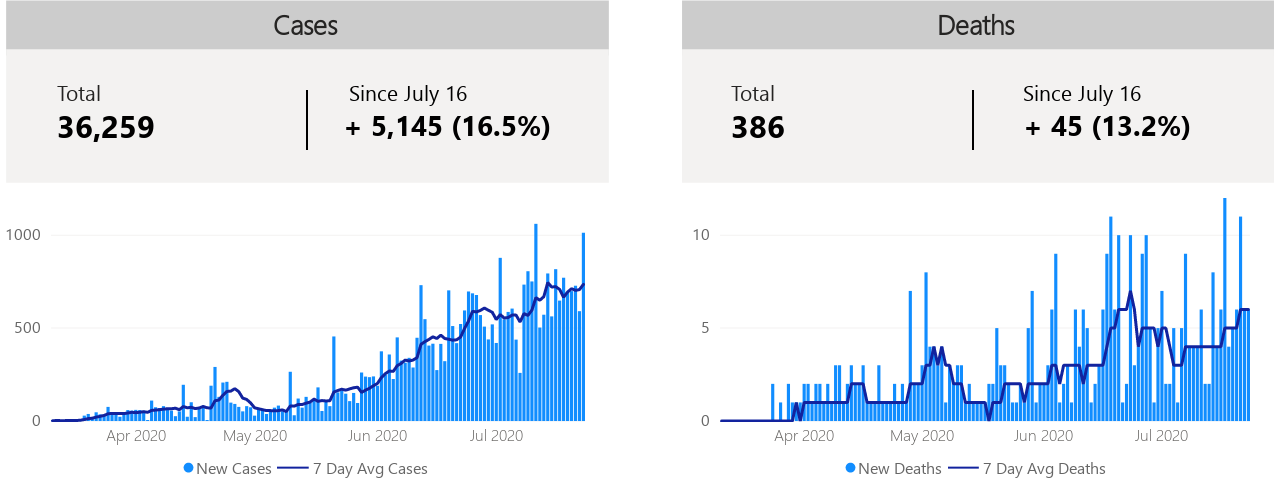 Cases
Total
36,259
Since July 16
+ 5,145 (16.5%)
1000
500
0
Apr 2020 May 2020 Jun 2020 Jul 2020
New Cases 7 Day Avg Cases
Deaths
Total
386
Since July 16
+ 45 (13.2%)
10
5
0
Apr 2020 May 2020 Jun 2020 Jul 2020
New Deaths 7 Day Avg Deaths